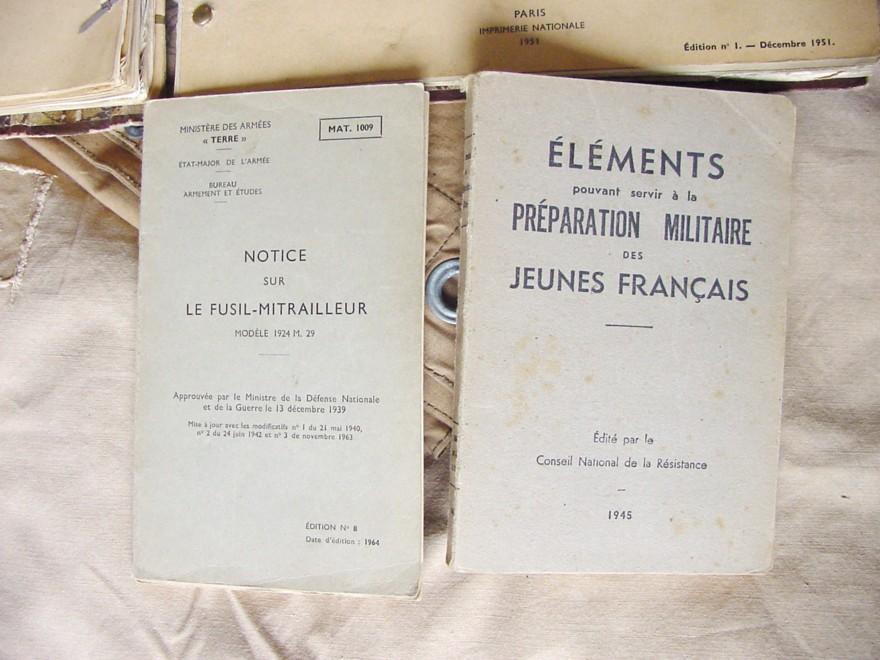 PARIS
IMPRIMERIE NATIONALE
1951
Édition n° 1. — Décembre 1951.
MINISTÈRE DES ARMÉES
« TERRE »
MAT. 1009
ÉTAT-MAJOR DE L'ARMÉE
BUREAU
ARMEMENT ET ÉTUDES
NOTICE
SUR
LE FUSIL-MITRAILLEUR
MODÈLE 1924 M. 29
Approuvée par le Ministre de la Défense Nationale
et de la Guerre le 13 décembre 1939
Mise à jour avec les modificatifs n° 1 du 21 mai 1940,
n° 2 du 24 juin 1942 et n° 3 de novembre 1963
ÉDITION N° 8
Date d'édition : 1964
ÉLÉMENTS
pouvant servir à la
PRÉPARATION MILITAIRE
DES
JEUNES FRANÇAIS
Édité par le
Conseil National de la Résistance
1945